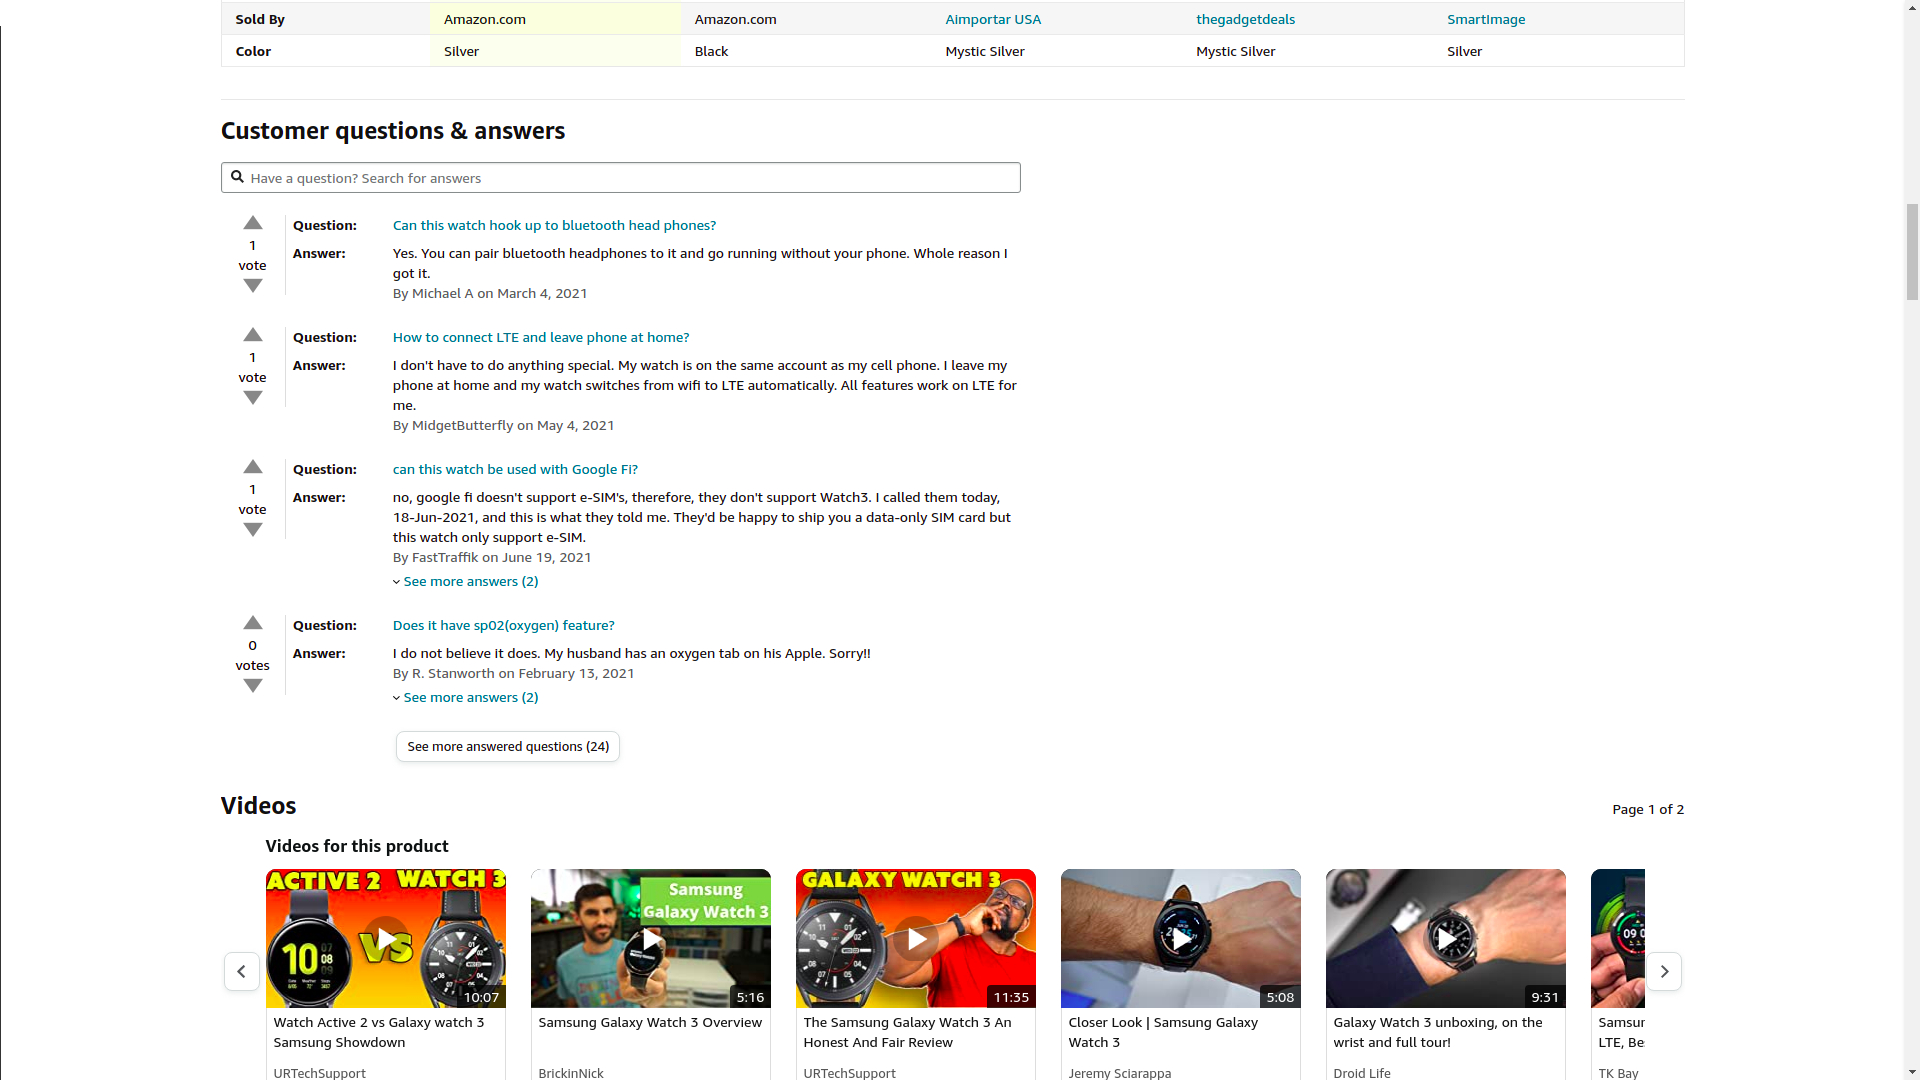 Sold By Amazon.com Amazon.com Aimportar USA thegadgetdeals SmartImage
Color Silver Black Mystic Silver Mystic Silver Silver
Customer questions & answers
Have a question? Search for answers
1
vote
Question: Can this watch hook up to bluetooth head phones?
Answer: Yes. You can pair bluetooth headphones to it and go running without your phone. Whole reason I
got it.
By Michael A on March 4, 2021
1
vote
Question: How to connect LTE and leave phone at home?
Answer: I don't have to do anything special. My watch is on the same account as my cell phone. I leave my
phone at home and my watch switches from wifi to LTE automatically. All features work on LTE for
me.
By MidgetButterfly on May 4, 2021
1
vote
Question: can this watch be used with Google Fi?
Answer: no, google fi doesn't support e-SIM's, therefore, they don't support Watch3. I called them today,
18-Jun-2021, and this is what they told me. They'd be happy to ship you a data-only SIM card but
this watch only support e-SIM.
By FastTraffik on June 19, 2021
See more answers (2)
0
votes
Question: Does it have sp02(oxygen) feature?
Answer: I do not believe it does. My husband has an oxygen tab on his Apple. Sorry!!
By R. Stanworth on February 13, 2021
See more answers (2)
See more answered questions (24)
Videos
Page 1 of 2
Videos for this product
ACTIVE 2 WATCH 3
VS
10 08
10:07
Watch Active 2 vs Galaxy watch 3
Samsung Showdown
URTechSupport
Samsung
Galaxy Watch 3
5:16
Samsung Galaxy Watch 3 Overview
BrickinNick
GALAXY WATCH 3
11:35
The Samsung Galaxy Watch 3 An
Honest And Fair Review
URTechSupport
5:08
Closer Look | Samsung Galaxy
Watch 3
Jeremy Sciarappa
9:31
Galaxy Watch 3 unboxing, on the
wrist and full tour!
Droid Life
Samsur
LTE, Be
TK Bay